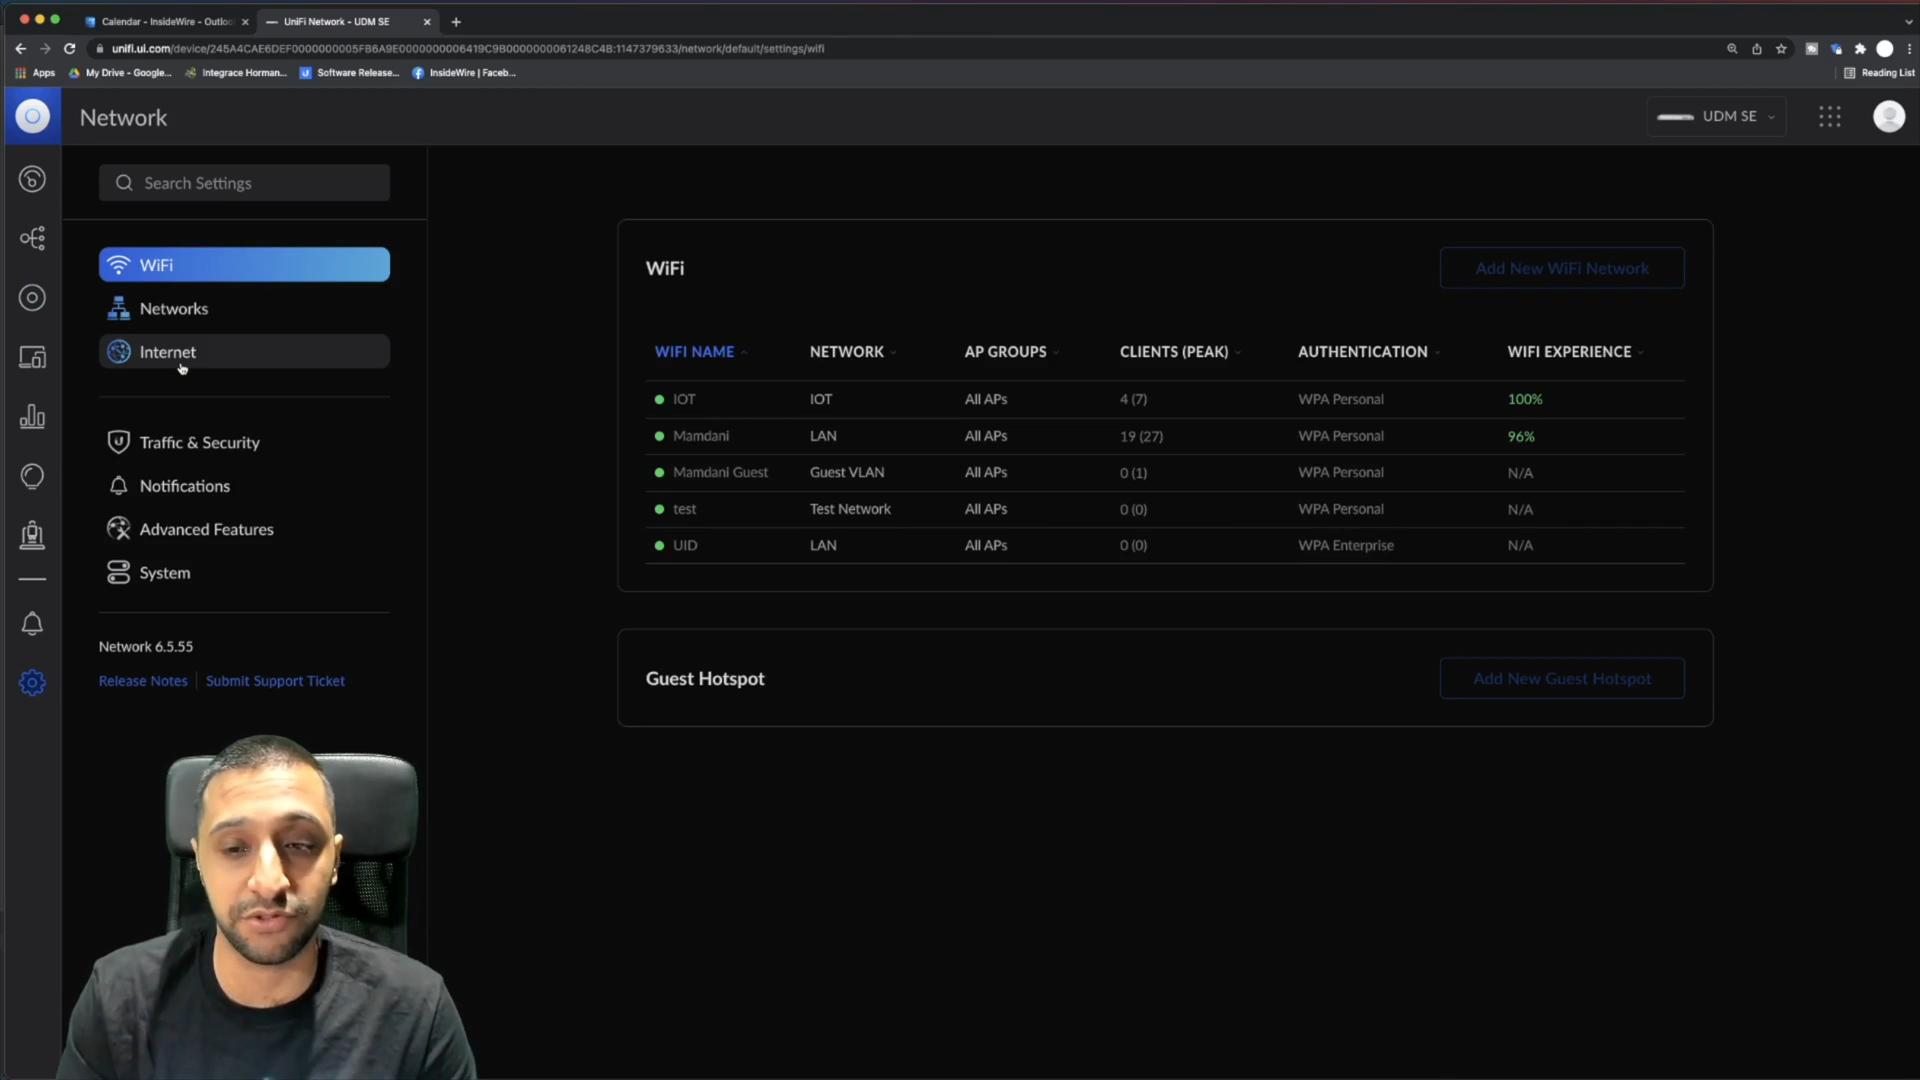 Calendar - InsideWire - Outloo
UniFi Network - UDM SE
unifi.ui.com/device/245A4CAE6DEF0000000005FB6A9E0000000006419C9B0000000061248C4B:1147379633/network/default/settings/wifi
Apps
My Drive - Google...
Integrace Horman...
Software Release...
InsideWire | Faceb...
Reading List
Network
UDM SE
Search Settings
WiFi
Networks
Internet
Traffic & Security
Notifications
Advanced Features
System
Network 6.5.55
Release Notes | Submit Support Ticket
WiFi
Add New WiFi Network
WIFI NAME NETWORK AP GROUPS CLIENTS (PEAK) AUTHENTICATION WIFI EXPERIENCE
IOT IOT All APs 4 (7) WPA Personal 100%
Mamdani LAN All APs 19 (27) WPA Personal 96%
Mamdani Guest Guest VLAN All APs 0 (1) WPA Personal N/A
test Test Network All APs 0 (0) WPA Personal N/A
UID LAN All APs 0 (0) WPA Enterprise N/A
Guest Hotspot
Add New Guest Hotspot